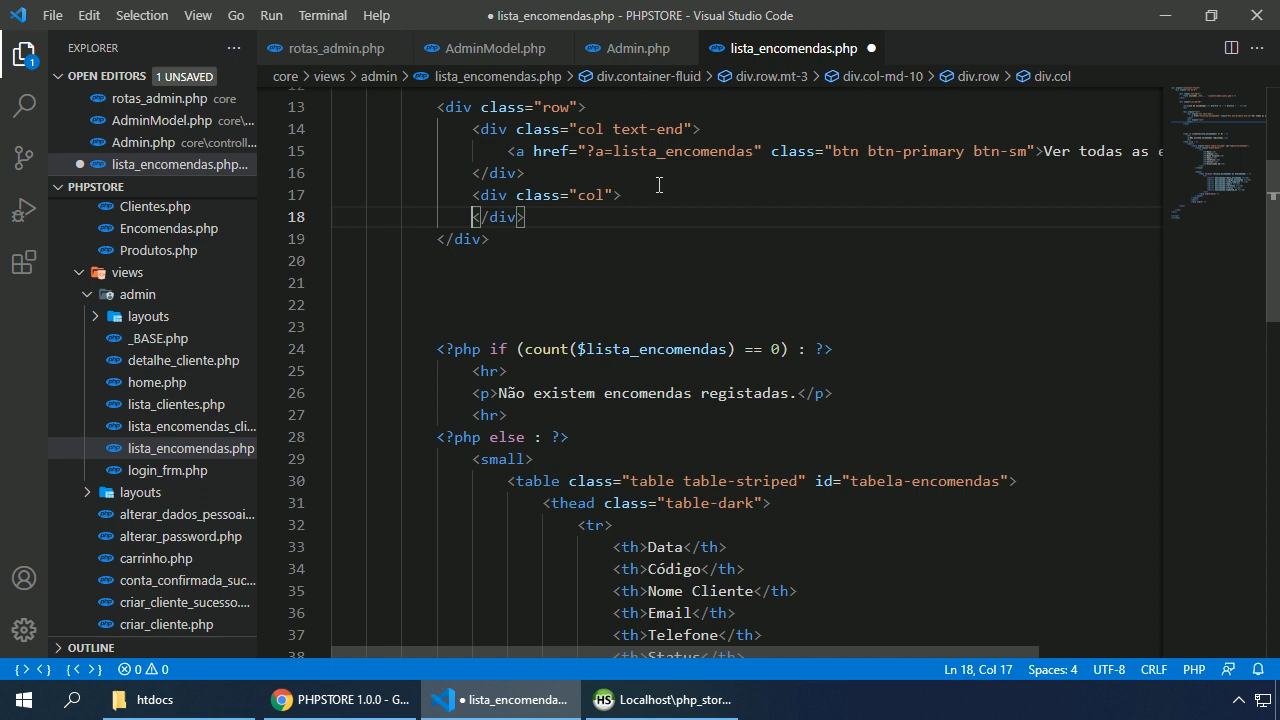 File Edit Selection View Go Run Terminal Help
● lista_encomendas.php - PHPSTORE - Visual Studio Code
EXPLORER
rotas_admin.php
AdminModel.php
Admin.php
lista_encomendas.php
OPEN EDITORS 1 UNSAVED
core > views > admin > lista_encomendas.php > div.container-fluid > div.row.mt-3 > div.col-md-10 > div.row > div.col
rotas_admin.php core
AdminModel.php core\...
Admin.php core\controll...
lista_encomendas.php...
PHPSTORE
Clientes.php
Encomendas.php
Produtos.php
views
admin
layouts
_BASE.php
detalhe_cliente.php
home.php
lista_clientes.php
lista_encomendas_cli...
lista_encomendas.php
login_frm.php
layouts
alterar_dados_pessoai...
alterar_password.php
carrinho.php
conta_confirmada_suc...
criar_cliente_sucesso....
criar_cliente.php
OUTLINE
1
13 <div class="row">
14 <div class="col text-end">
15 <a href="?a=lista_encomendas" class="btn btn-primary btn-sm">Ver todas as e
16 </div>
17 <div class="col">
18 </div>
19 </div>
20
21
22
23
24 <?php if (count($lista_encomendas) == 0) : ?>
25 <hr>
26 <p>Não existem encomendas registadas.</p>
27 <hr>
28 <?php else : ?>
29 <small>
30 <table class="table table-striped" id="tabela-encomendas">
31 <thead class="table-dark">
32 <tr>
33 <th>Data</th>
34 <th>Código</th>
35 <th>Nome Cliente</th>
36 <th>Email</th>
37 <th>Telefone</th>
38 <th>Status</th>
0 0
Ln 18, Col 17 Spaces: 4 UTF-8 CRLF PHP
htdocs
PHPSTORE 1.0.0 - G...
● lista_encomenda...
HS Localhost\php_stor...